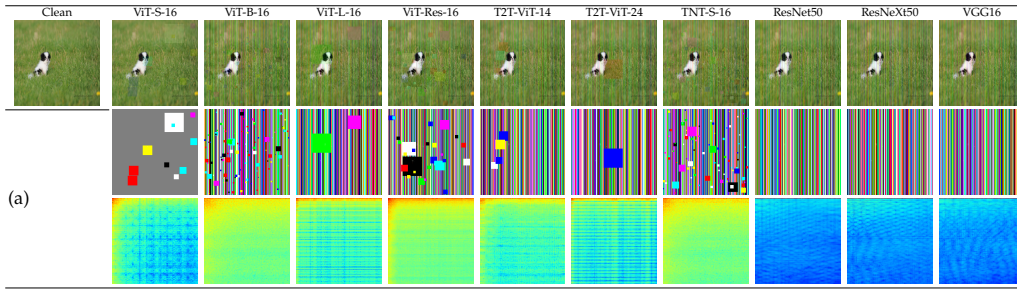 Clean ViT-S-16 ViT-B-16 ViT-L-16 ViT-Res-16 T2T-ViT-14 T2T-ViT-24 TNT-S-16 ResNet50 ResNeXt50 VGG16
(a)